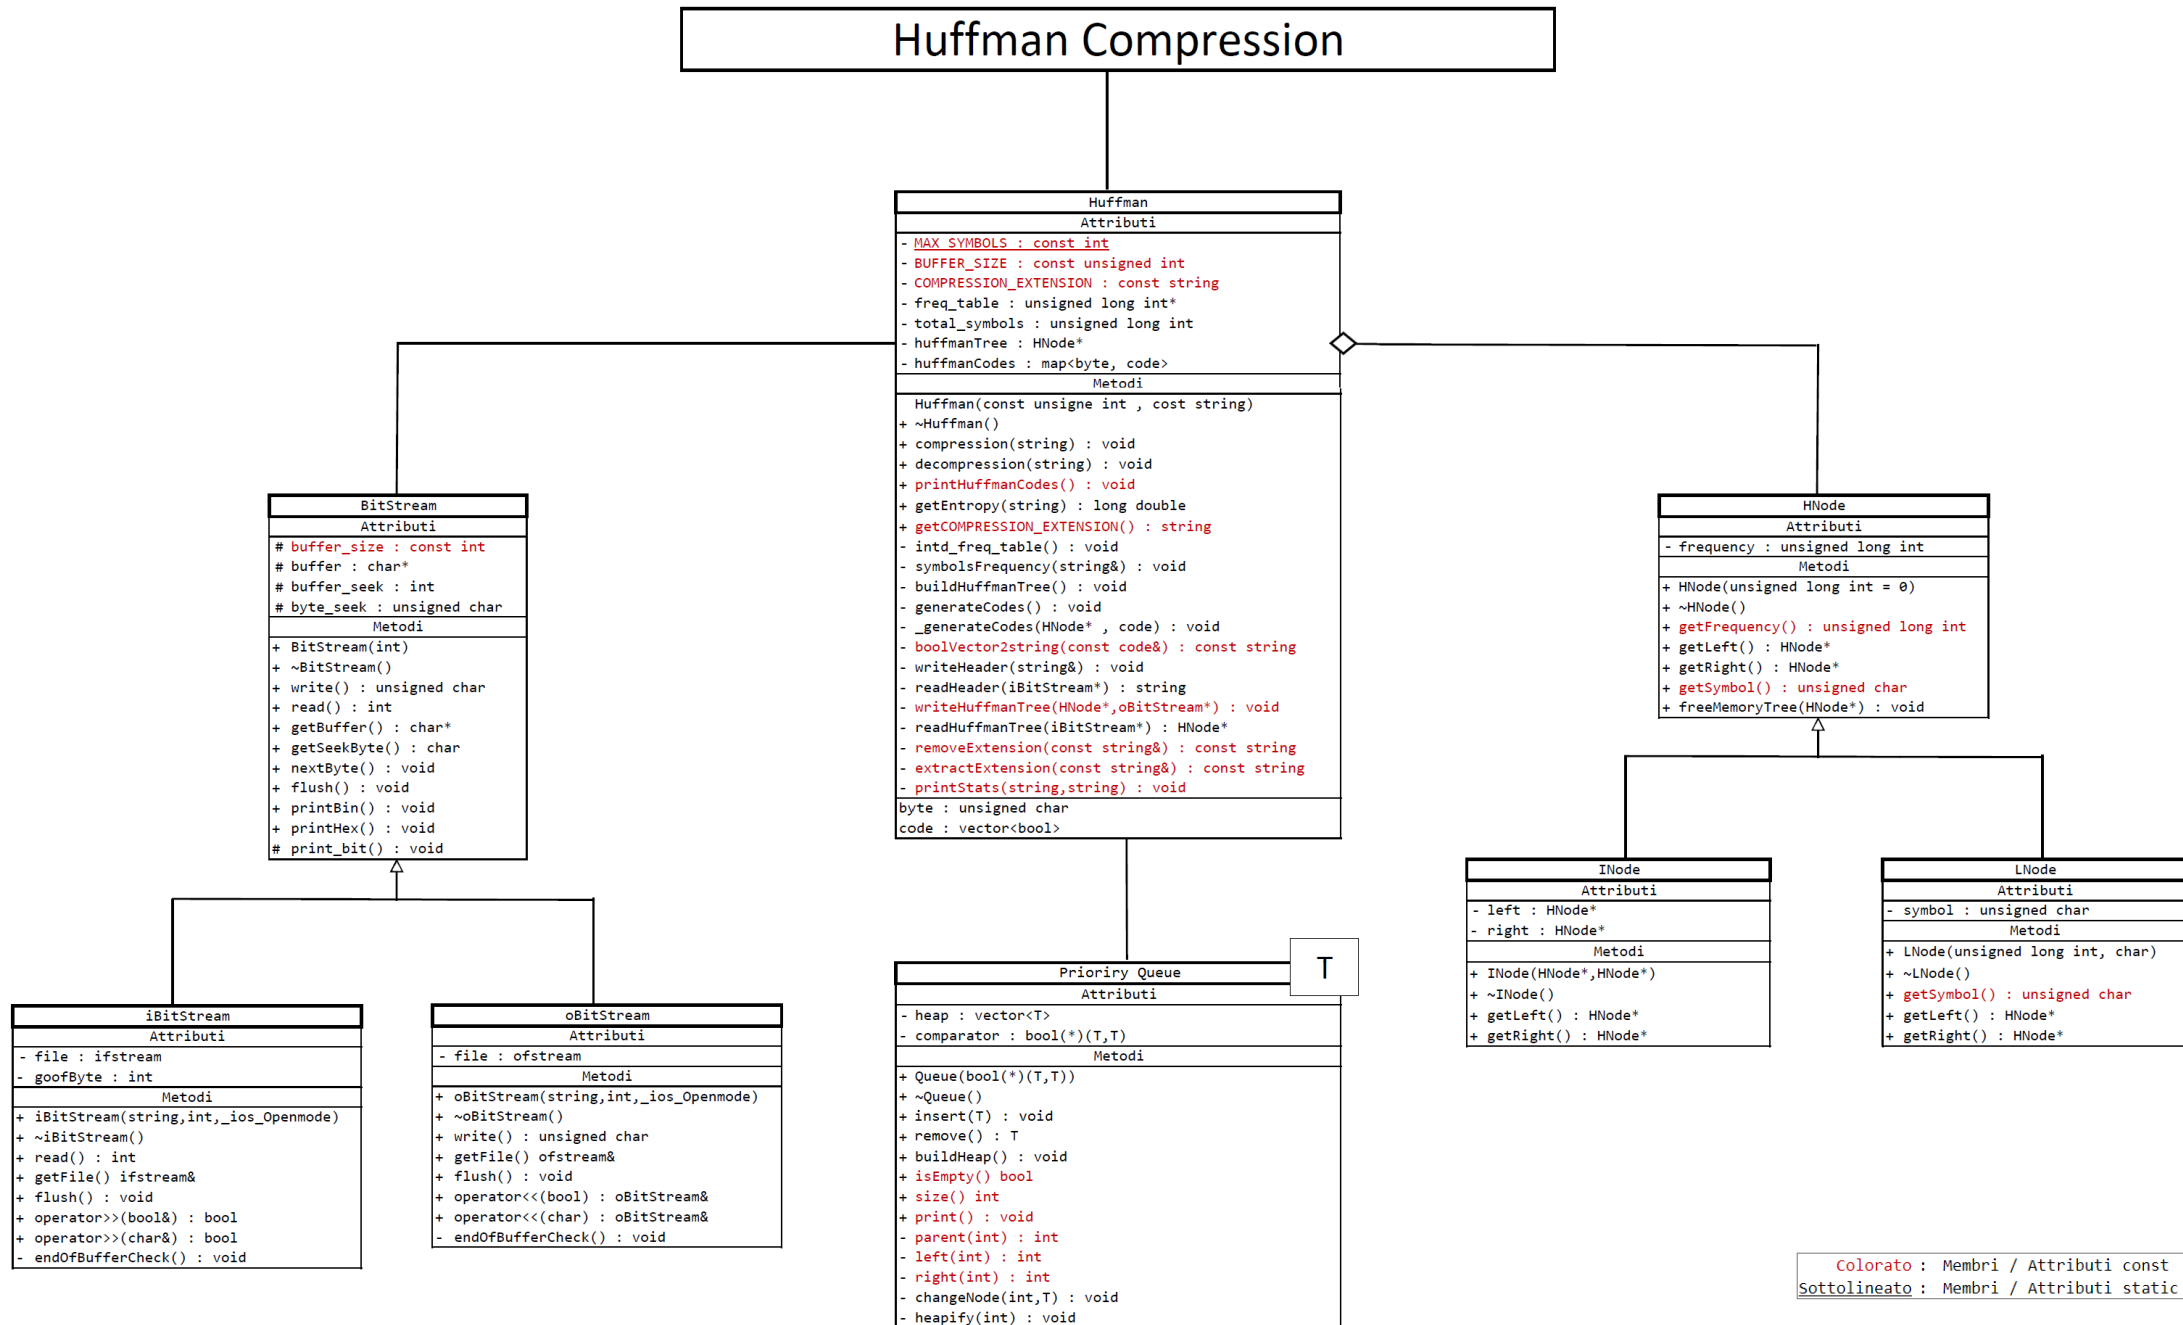 Huffman Compression
Huffman
Attributi
- MAX_SYMBOLS : const int
- BUFFER_SIZE : const unsigned int
- COMPRESSION_EXTENSION : const string
- freq_table : unsigned long int*
- total_symbols : unsigned long int
- huffmanTree : HNode*
- huffmanCodes : map<byte, code>
Metodi
Huffman(const unsigne int , cost string)
+ ~Huffman()
+ compression(string) : void
+ decompression(string) : void
+ printHuffmanCodes() : void
+ getEntropy(string) : long double
+ getCOMPRESSION_EXTENSION() : string
- intd_freq_table() : void
- symbolsFrequency(string&) : void
- buildHuffmanTree() : void
- generateCodes() : void
- _generateCodes(HNode* , code) : void
- boolVector2string(const code&) : const string
- writeHeader(string&) : void
- readHeader(iBitStream*) : string
- writeHuffmanTree(HNode*,oBitStream*) : void
- readHuffmanTree(iBitStream*) : HNode*
- removeExtension(const string&) : const string
- extractExtension(const string&) : const string
- printStats(string,string) : void
byte : unsigned char
code : vector<bool>
BitStream
Attributi
# buffer_size : const int
# buffer : char*
# buffer_seek : int
# byte_seek : unsigned char
Metodi
+ BitStream(int)
+ ~BitStream()
+ write() : unsigned char
+ read() : int
+ getBuffer() : char*
+ getSeekByte() : char
+ nextByte() : void
+ flush() : void
+ printBin() : void
+ printHex() : void
# print_bit() : void
HNode
Attributi
- frequency : unsigned long int
Metodi
+ HNode(unsigned long int = 0)
+ ~HNode()
+ getFrequency() : unsigned long int
+ getLeft() : HNode*
+ getRight() : HNode*
+ getSymbol() : unsigned char
+ freeMemoryTree(HNode*) : void
iBitStream
Attributi
- file : ifstream
- goofByte : int
Metodi
+ iBitStream(string,int,_ios_Openmode)
+ ~iBitStream()
+ read() : int
+ getFile() ifstream&
+ flush() : void
+ operator>>(bool&) : bool
+ operator>>(char&) : bool
- endOfBufferCheck() : void
oBitStream
Attributi
- file : ofstream
Metodi
+ oBitStream(string,int,_ios_Openmode)
+ ~oBitStream()
+ write() : unsigned char
+ getFile() ofstream&
+ flush() : void
+ operator<<(bool) : oBitStream&
+ operator<<(char) : oBitStream&
- endOfBufferCheck() : void
Prioriry Queue
T
Attributi
- heap : vector<T>
- comparator : bool(*)(T,T)
Metodi
+ Queue(bool(*)(T,T))
+ ~Queue()
+ insert(T) : void
+ remove() : T
+ buildHeap() : void
+ isEmpty() bool
+ size() int
+ print() : void
- parent(int) : int
- left(int) : int
- right(int) : int
- changeNode(int,T) : void
- heapify(int) : void
INode
Attributi
- left : HNode*
- right : HNode*
Metodi
+ INode(HNode*,HNode*)
+ ~INode()
+ getLeft() : HNode*
+ getRight() : HNode*
LNode
Attributi
- symbol : unsigned char
Metodi
+ LNode(unsigned long int, char)
+ ~LNode()
+ getSymbol() : unsigned char
+ getLeft() : HNode*
+ getRight() : HNode*
Colorato : Membri / Attributi const
Sottolineato : Membri / Attributi static